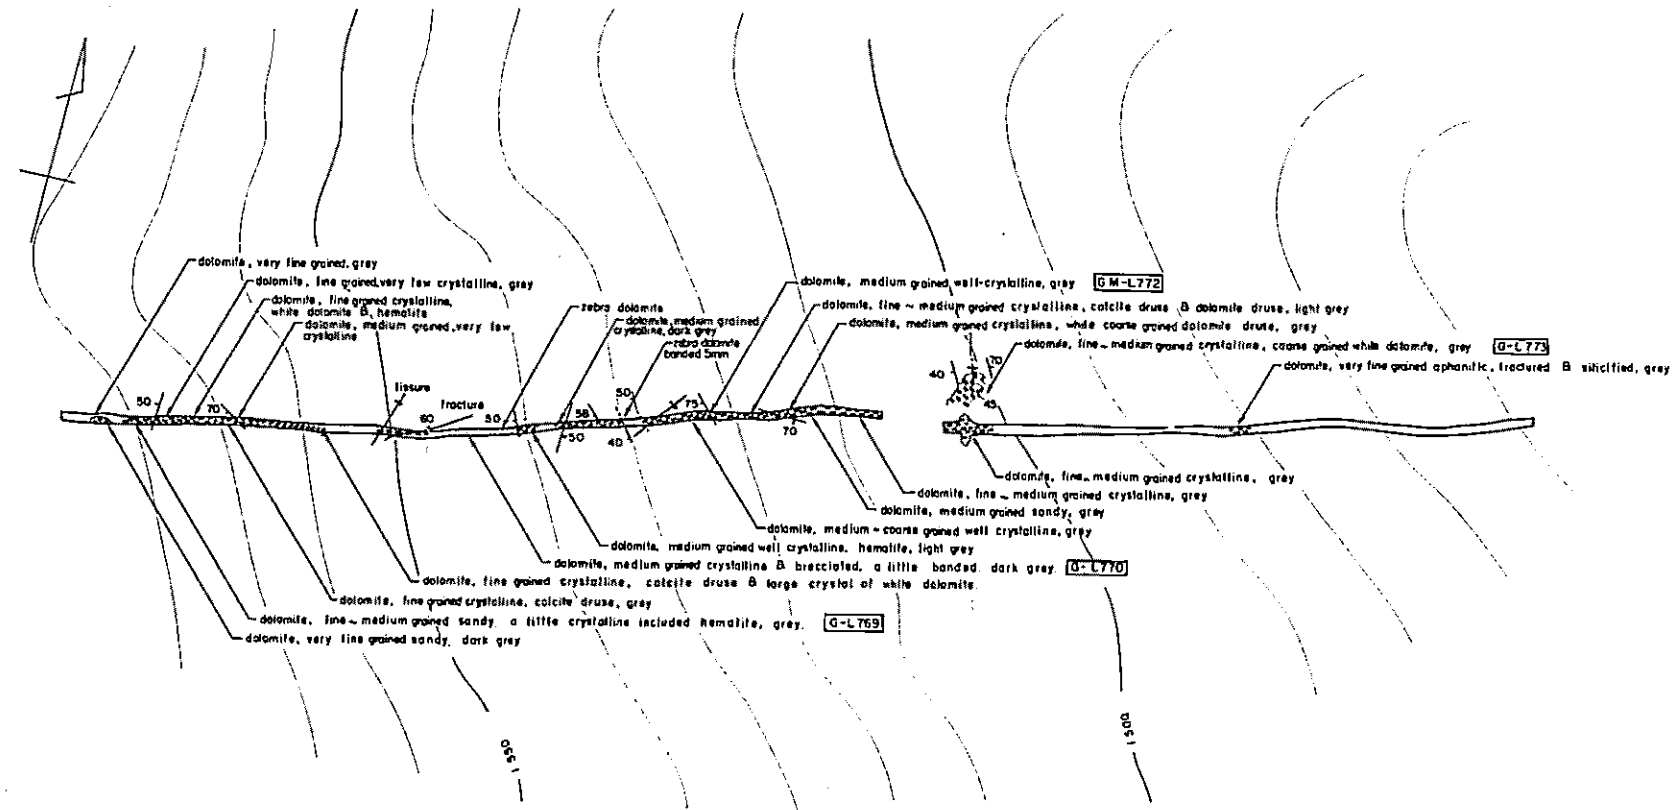 dolomite, very fine grained, grey
dolomite, fine grained, very few crystalline, grey
dolomite, fine grained crystalline,
white dolomite & hematite
dolomite, medium grained, very few
crystalline
zebra dolomite
dolomite, medium grained
crystalline, dark grey
zebra dolomite
banded 5mm
dolomite, medium grained well-crystalline, grey GM-L772
dolomite, fine ~ medium grained crystalline, calcite druse & dolomite druse, light grey
dolomite, medium grained crystalline, white coarse grained dolomite druse, grey
dolomite, fine ~ medium grained crystalline, coarse grained white dolomite, grey G-L773
dolomite, very fine grained aphanitic, fractured & silicified, grey
fissure
fracture
50
70
60
50
58
50
50
40
75
70
40
70
45
dolomite, fine ~ medium grained crystalline, grey
dolomite, fine ~ medium grained crystalline, grey
dolomite, medium grained sandy, grey
dolomite, medium ~ coarse grained well crystalline, grey
dolomite, medium grained well crystalline, hematite, light grey
dolomite, medium grained crystalline & brecciated, a little banded, dark grey. G-L770
dolomite, fine grained crystalline, calcite druse & large crystal of white dolomite.
dolomite, fine grained crystalline, calcite druse, grey
dolomite, fine ~ medium grained sandy, a little crystalline included hematite, grey. G-L769
dolomite, very fine grained sandy, dark grey
1550
1500